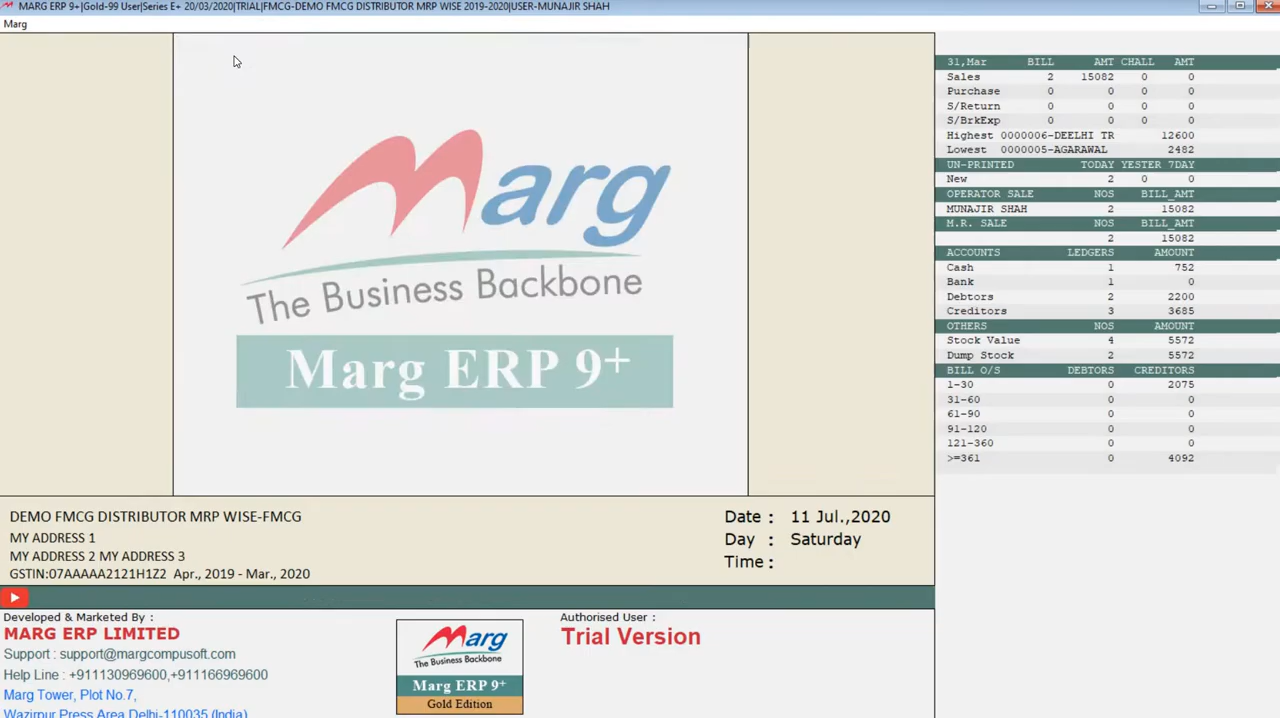 MARG ERP 9+|Gold-99 User|Series E+ 20/03/2020|TRIAL|FMCG-DEMO FMCG DISTRIBUTOR MRP WISE 2019-2020|USER-MUNAJIR SHAH
Marg
marg
The Business Backbone
Marg ERP 9+
31,Mar BILL AMT CHALL AMT
Sales 2 15082 0 0
Purchase 0 0 0 0
S/Return 0 0 0 0
S/BrkExp 0 0 0 0
Highest 0000006-DEELHI TR 12600
Lowest 0000005-AGARAWAL 2482
UN-PRINTED TODAY YESTER 7DAY
New 2 0 0
OPERATOR SALE NOS BILL_AMT
MUNAJIR SHAH 2 15082
M.R. SALE NOS BILL_AMT
2 15082
ACCOUNTS LEDGERS AMOUNT
Cash 1 752
Bank 1 0
Debtors 2 2200
Creditors 3 3685
OTHERS NOS AMOUNT
Stock Value 4 5572
Dump Stock 2 5572
BILL O/S DEBTORS CREDITORS
1-30 0 2075
31-60 0 0
61-90 0 0
91-120 0 0
121-360 0 0
>=361 0 4092
DEMO FMCG DISTRIBUTOR MRP WISE-FMCG
MY ADDRESS 1
MY ADDRESS 2 MY ADDRESS 3
GSTIN:07AAAAA2121H1Z2 Apr., 2019 - Mar., 2020
Date : 11 Jul.,2020
Day : Saturday
Time :
Developed & Marketed By :
MARG ERP LIMITED
Support : support@margcompusoft.com
Help Line : +911130969600,+911166969600
Marg Tower, Plot No.7,
Wazirpur Press Area Delhi-110035 (India)
marg
The Business Backbone
Marg ERP 9+
Gold Edition
Authorised User :
Trial Version